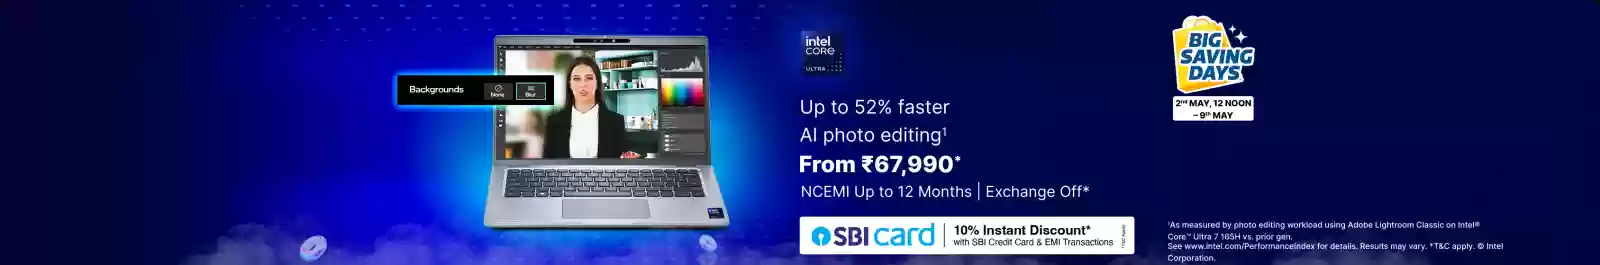 Backgrounds
None
Blur
intel
CORE
ULTRA
Up to 52% faster
AI photo editing¹
From ₹67,990*
NCEMI Up to 12 Months | Exchange Off*
SBI card
10% Instant Discount*
with SBI Credit Card & EMI Transactions
*T&C Apply
BIG
SAVING
DAYS
2ⁿᵈ MAY, 12 NOON
– 9ᵗʰ MAY
¹As measured by photo editing workload using Adobe Lightroom Classic on Intel®
Core™ Ultra 7 165H vs. prior gen.
See www.intel.com/PerformanceIndex for details. Results may vary. *T&C apply. © Intel
Corporation.